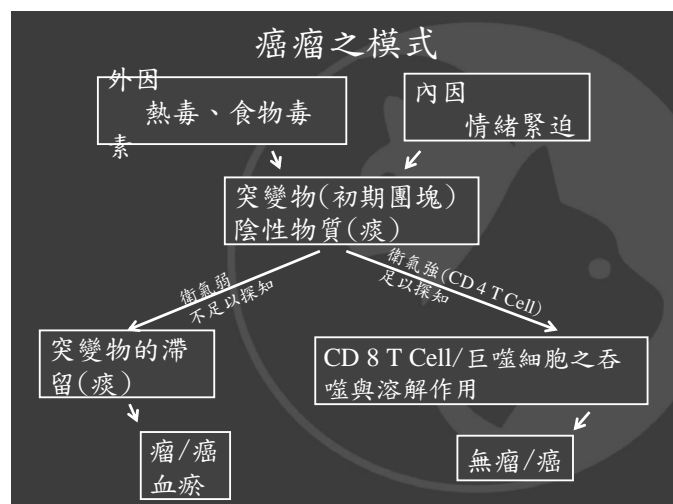 癌瘤之模式
外因
熱毒、食物毒
素
內因
情緒緊迫
突變物(初期團塊)
陰性物質(痰)
衛氣弱
不足以探知
衛氣強(CD 4 T Cell)
足以探知
突變物的滯
留(痰)
CD 8 T Cell/巨噬細胞之吞
噬與溶解作用
瘤/癌
血瘀
無瘤/癌